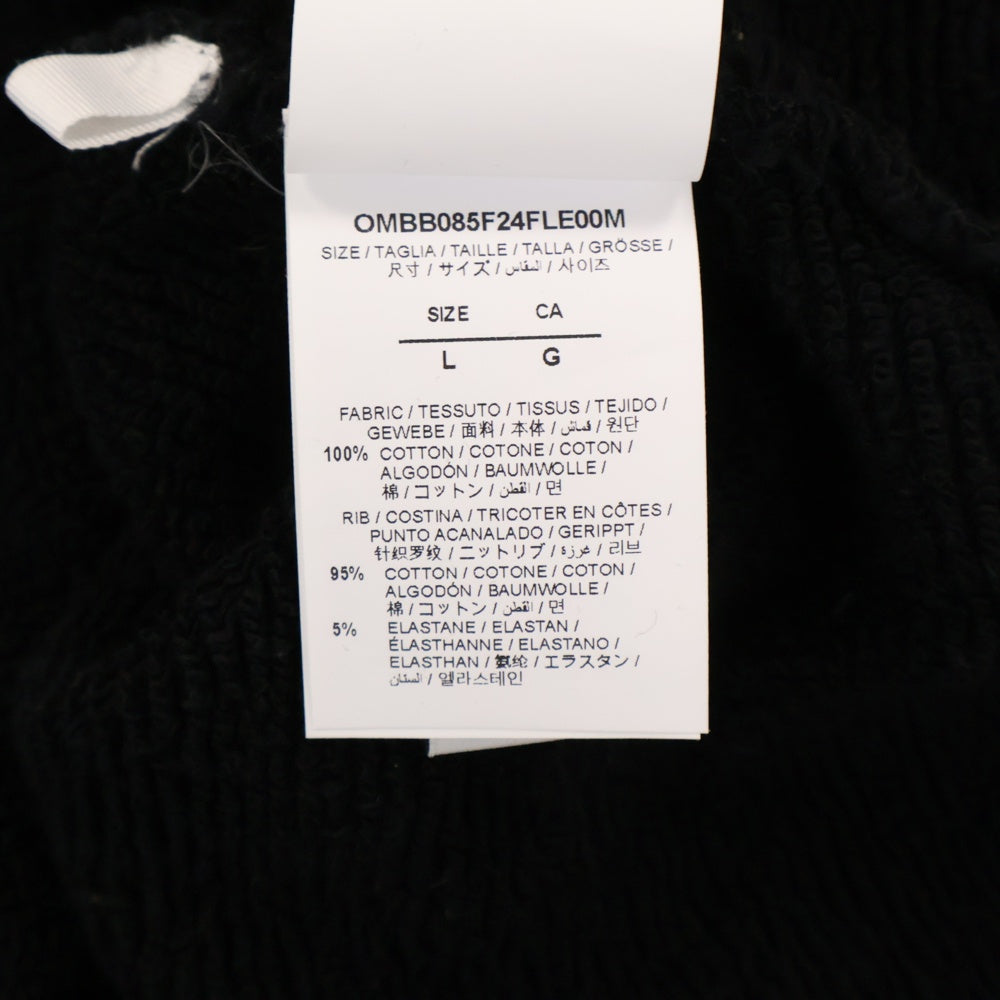 OMBB085F24FLE00M
SIZE / TAGLIA / TAILLE / TALLA / GRÖSSE /
尺寸 / サイズ / المقاس / 사이즈
SIZE CA
L G
FABRIC / TESSUTO / TISSUS / TEJIDO /
GEWEBE / 面料 / 本体 / قماش / 원단
100% COTTON / COTONE / COTON /
ALGODÓN / BAUMWOLLE /
棉 / コットン / القطن / 면
RIB / COSTINA / TRICOTER EN CÔTES /
PUNTO ACANALADO / GERIPPT /
针织罗纹 / ニットリブ / غرزة / 리브
95% COTTON / COTONE / COTON /
ALGODÓN / BAUMWOLLE /
棉 / コットン / القطن / 면
5% ELASTANE / ELASTAN /
ÉLASTHANNE / ELASTANO /
ELASTHAN / 氨纶 / エラスタン /
الستان / 엘라스테인